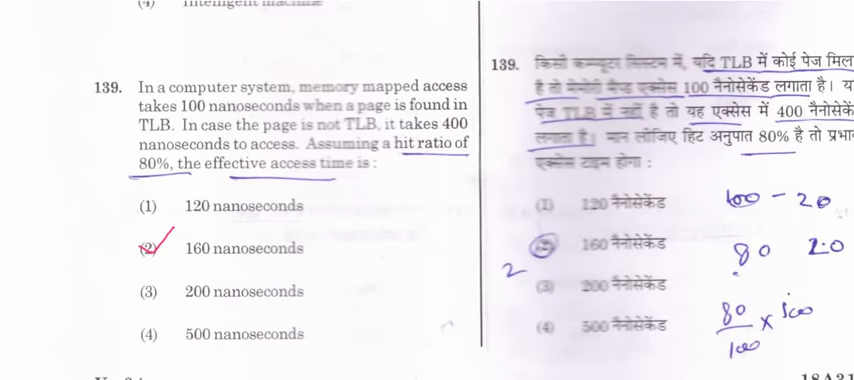 (4) Intelligent machine
139. In a computer system, memory mapped access
takes 100 nanoseconds when a page is found in
TLB. In case the page is not TLB, it takes 400
nanoseconds to access. Assuming a hit ratio of
80%, the effective access time is :
(1) 120 nanoseconds
(2) 160 nanoseconds
(3) 200 nanoseconds
(4) 500 nanoseconds
139. किसी कम्प्यूटर सिस्टम में, यदि TLB में कोई पेज मिल
है तो मेमोरी मैप्ड एक्सेस 100 नैनोसेकेंड लगाता है। य
पेज TLB में नहीं है तो यह एक्सेस में 400 नैनोसेकें
लगाता है। मान लीजिए हिट अनुपात 80% है तो प्रभा
एक्सेस टाइम होगा :
(1) 120 नैनोसेकेंड
160 नैनोसेकेंड
2
(3) 200 नैनोसेकेंड
(4) 500 नैनोसेकेंड
100 - 20
80 20
80
100 × 100
18A31